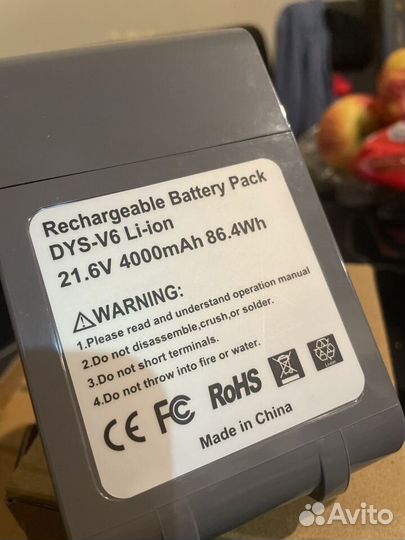 Rechargeable Battery Pack
DYS-V6 Li-ion
21.6V 4000mAh 86.4Wh
⚠WARNING:
1.Please read and understand operation manual
2.Do not disassemble,crush,or solder.
3.Do not short terminals.
4.Do not throw into fire or water.
CE FC RoHS
Li-ion
Made in China
Avito